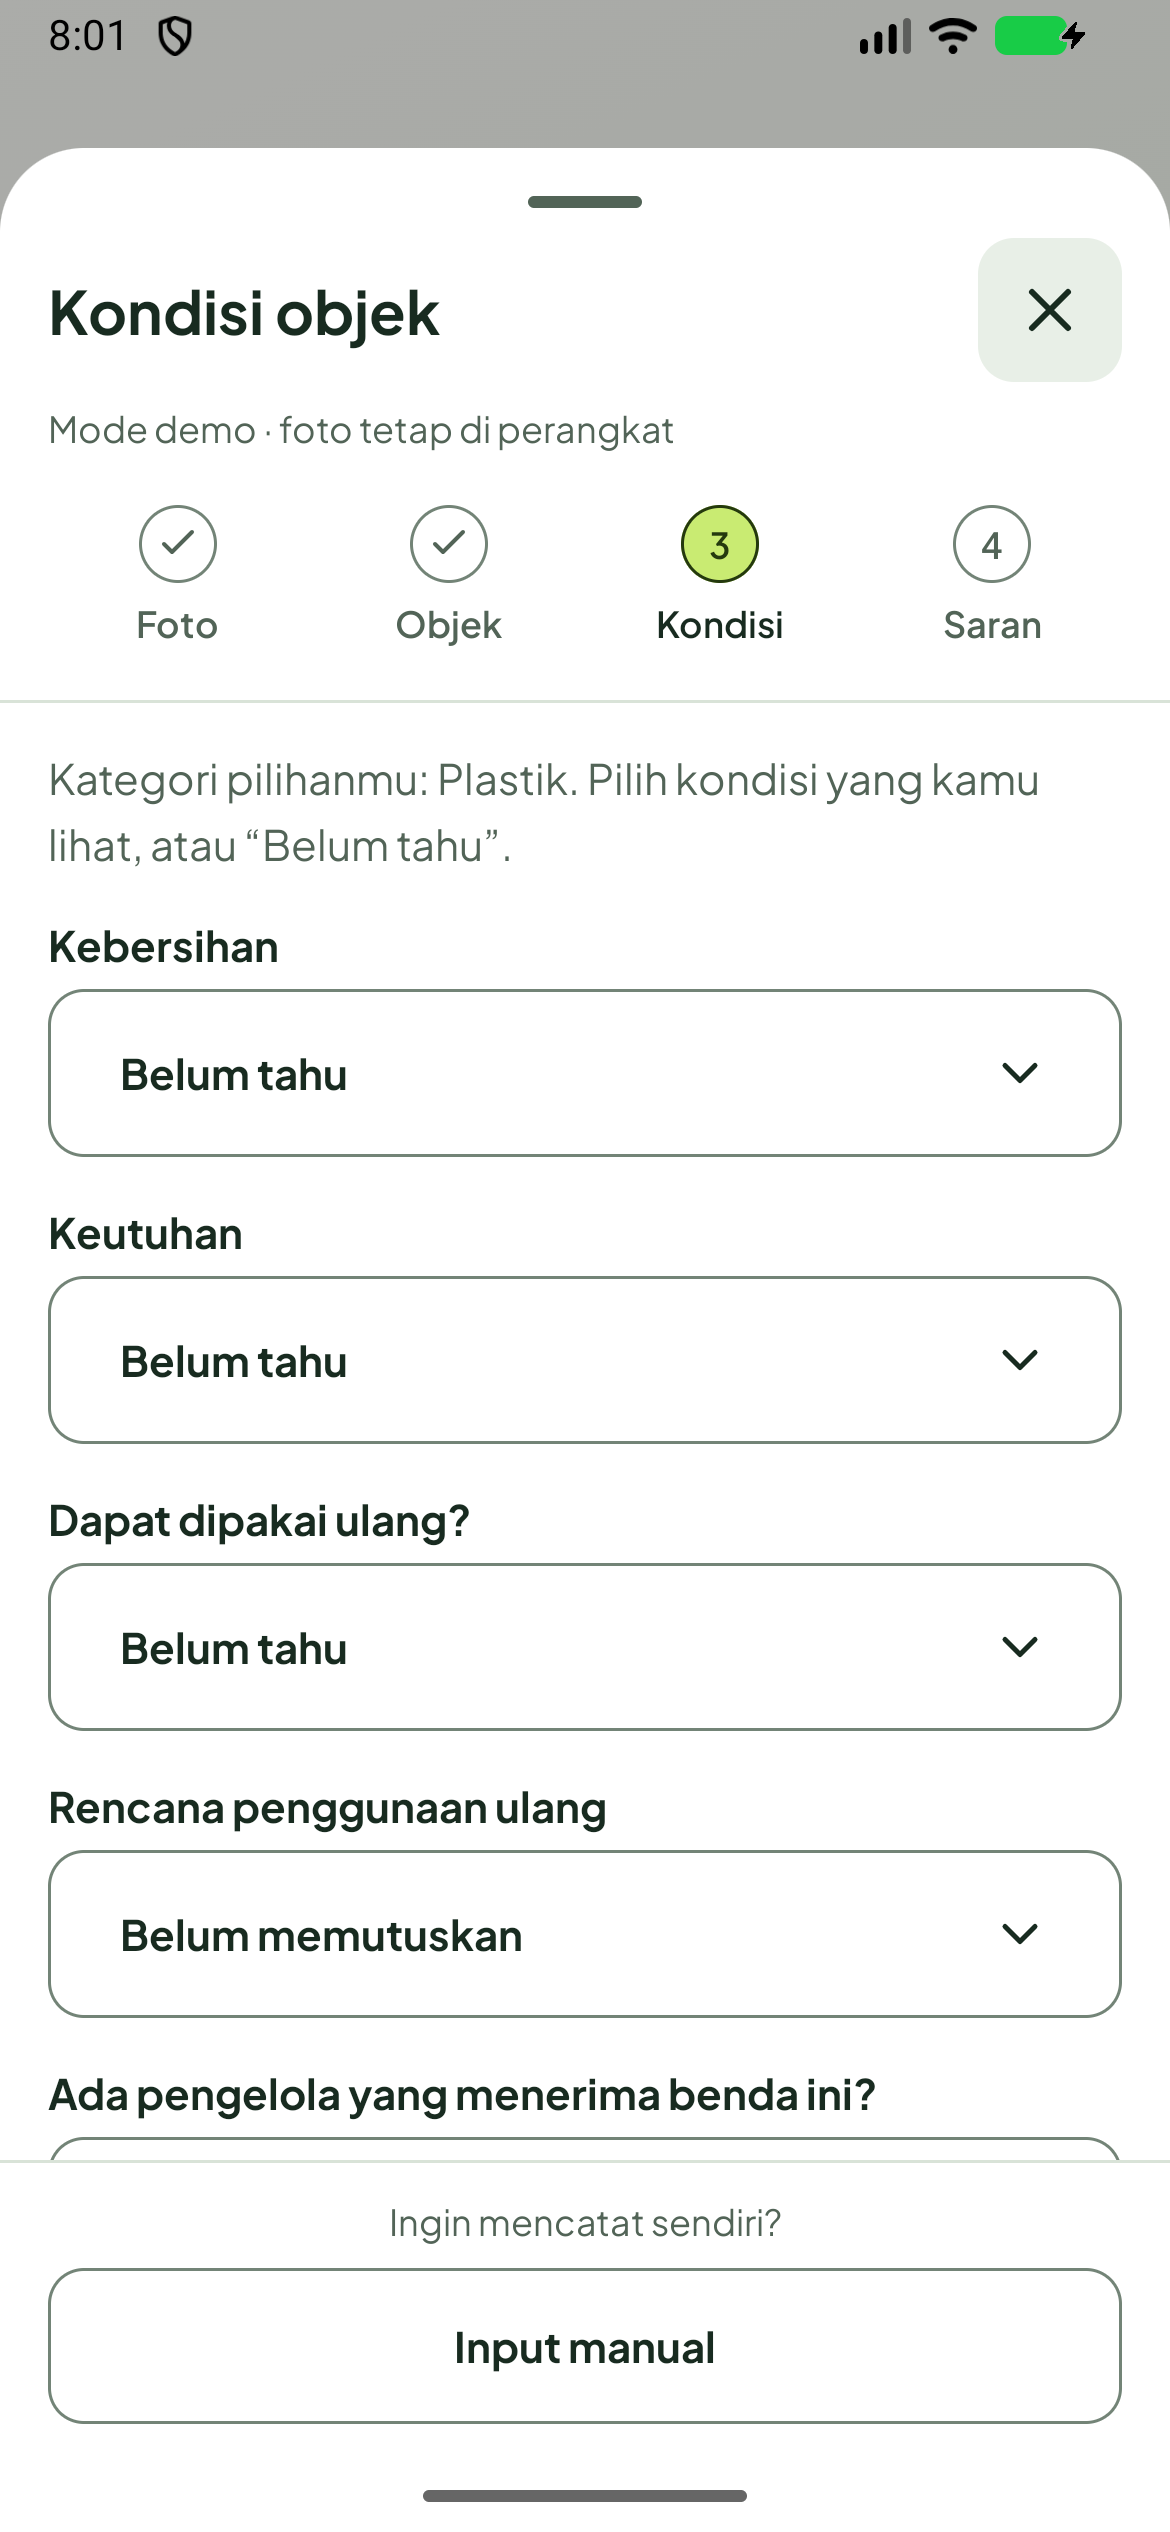 8:01
Kondisi objek
Mode demo · foto tetap di perangkat
3
4
Foto
Objek
Kondisi
Saran
Kategori pilihanmu: Plastik. Pilih kondisi yang kamu
lihat, atau “Belum tahu”.
Kebersihan
Belum tahu
Keutuhan
Belum tahu
Dapat dipakai ulang?
Belum tahu
Rencana penggunaan ulang
Belum memutuskan
Ada pengelola yang menerima benda ini?
Ingin mencatat sendiri?
Input manual